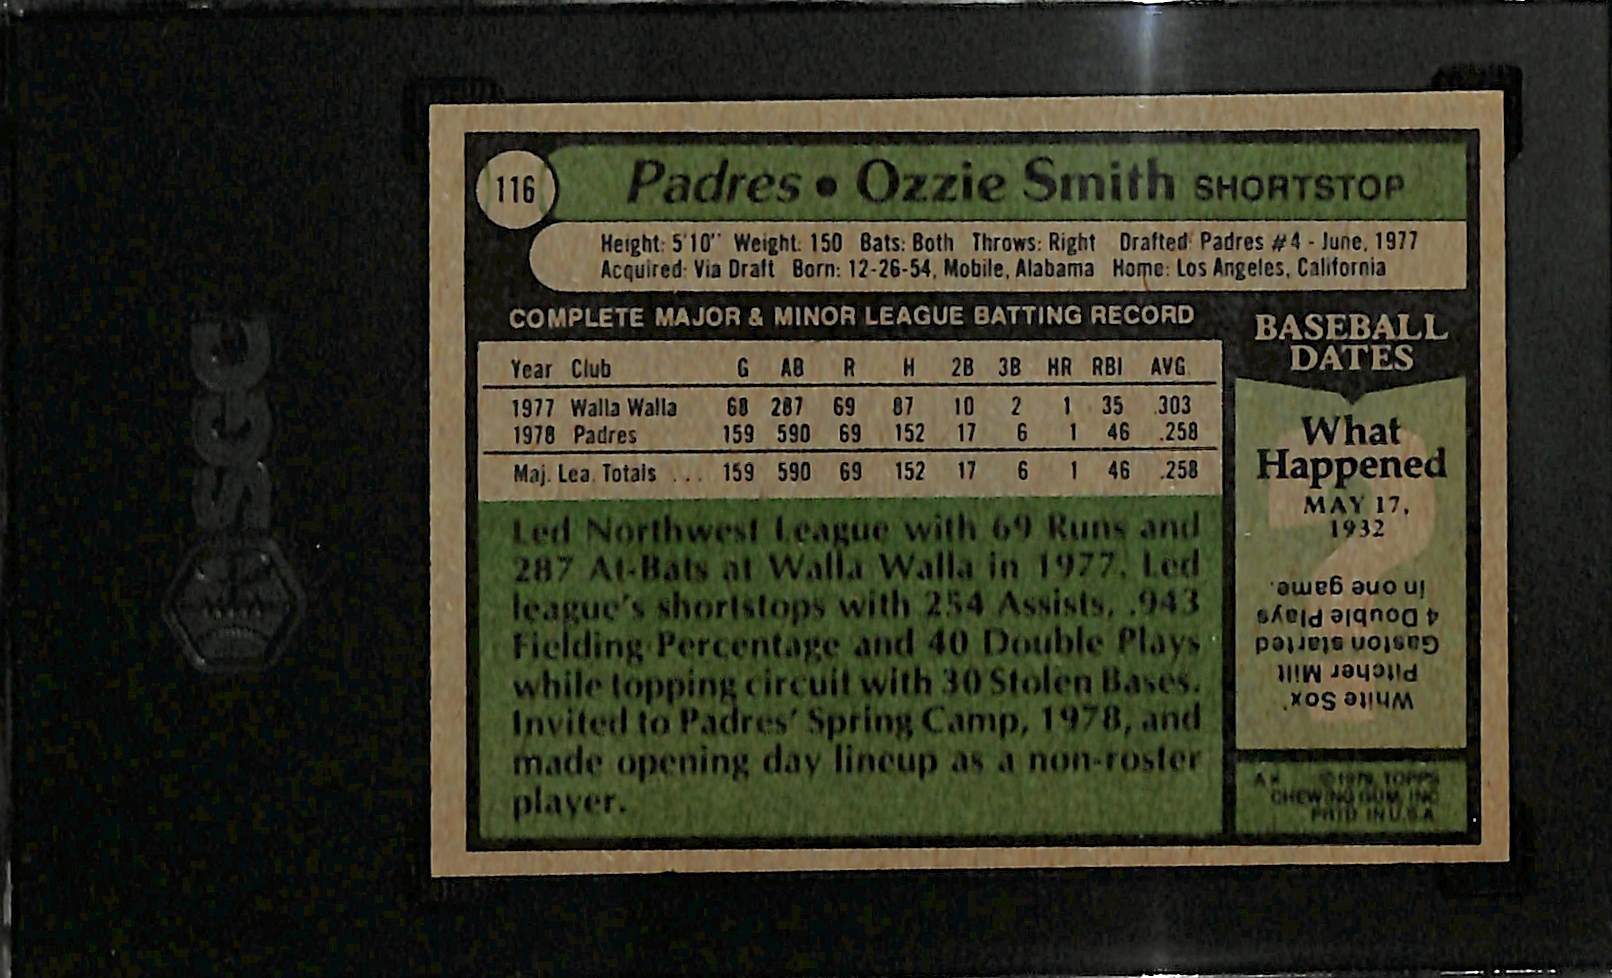 116
Padres • Ozzie Smith SHORTSTOP
Height: 5'10" Weight: 150 Bats: Both Throws: Right Drafted: Padres #4 - June, 1977
Acquired: Via Draft Born: 12-26-54, Mobile, Alabama Home: Los Angeles, California
COMPLETE MAJOR & MINOR LEAGUE BATTING RECORD
Year Club G AB R H 2B 3B HR RBI AVG.
1977 Walla Walla 68 287 69 87 10 2 1 35 .303
1978 Padres 159 590 69 152 17 6 1 46 .258
Maj. Lea. Totals ... 159 590 69 152 17 6 1 46 .258
Led Northwest League with 69 Runs and
287 At-Bats at Walla Walla in 1977. Led
league's shortstops with 254 Assists, .943
Fielding Percentage and 40 Double Plays
while topping circuit with 30 Stolen Bases.
Invited to Padres' Spring Camp, 1978, and
made opening day lineup as a non-roster
player.
BASEBALL
DATES
What
Happened
MAY 17,
1932
?
White Sox'
Pitcher Milt
Gaston started
4 Double Plays
in one game.
©1979 TOPPS
CHEWING GUM, INC
PRTD. IN U.S.A.
SGC